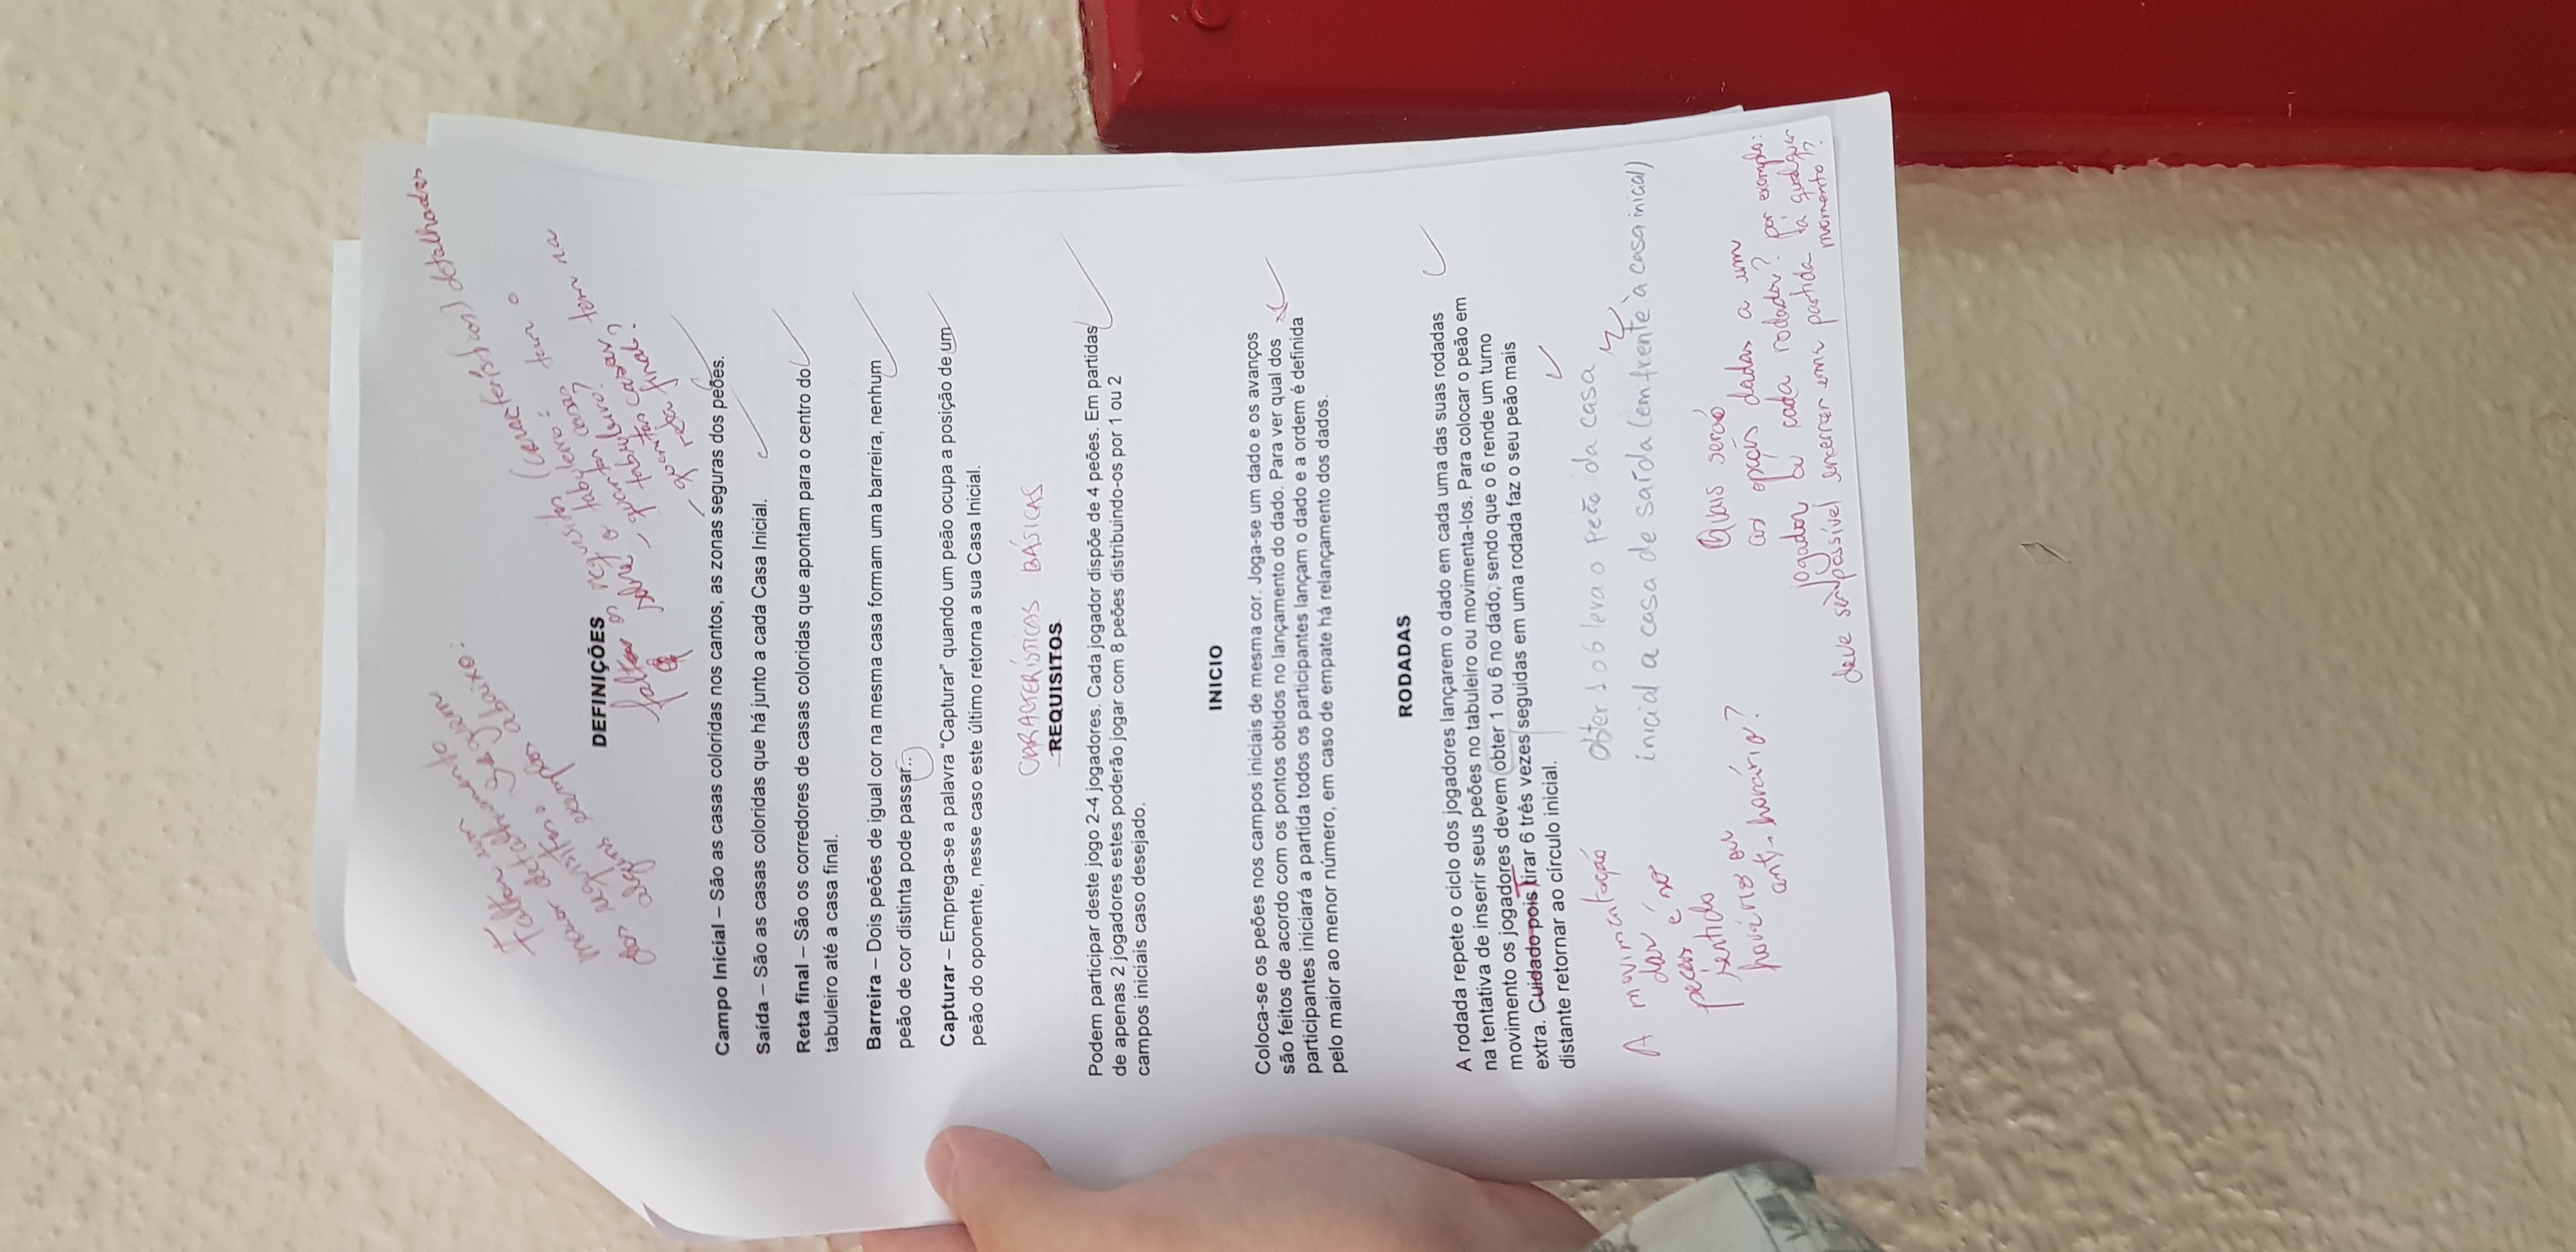 Faltou um
maior detalhamento
dos requisitos. Seguem
alguns exemplos abaixo:
DEFINIÇÕES
os requisitos (características) detalhadas
sobre o tabuleiro:
- quantas casas tem o
tabuleiro?
- quantas casas tem na
reta final?
Campo Inicial – São as casas coloridas nos cantos, as zonas seguras dos peões.
Saída – São as casas coloridas que há junto a cada Casa Inicial.
Reta final – São os corredores de casas coloridas que apontam para o centro do
tabuleiro até a casa final.
Barreira – Dois peões de igual cor na mesma casa formam uma barreira, nenhum
peão de cor distinta pode passar..
Capturar – Emprega-se a palavra “Capturar” quando um peão ocupa a posição de um
peão do oponente, nesse caso este último retorna a sua Casa Inicial.
CARACTERÍSTICAS BÁSICAS
REQUISITOS
Podem participar deste jogo 2-4 jogadores. Cada jogador dispõe de 4 peões. Em partidas
de apenas 2 jogadores estes poderão jogar com 8 peões distribuindo-os por 1 ou 2
campos iniciais caso desejado.
INICIO
Coloca-se os peões nos campos iniciais de mesma cor. Joga-se um dado e os avanços
são feitos de acordo com os pontos obtidos no lançamento do dado. Para ver qual dos
participantes iniciará a partida todos os participantes lançam o dado e a ordem é definida
pelo maior ao menor número, em caso de empate há relançamento dos dados.
RODADAS
A rodada repete o ciclo dos jogadores lançarem o dado em cada uma das suas rodadas
na tentativa de inserir seus peões no tabuleiro ou movimenta-los. Para colocar o peão em
movimento os jogadores devem obter 1 ou 6 no dado, sendo que o 6 rende um turno
extra. Cuidado pois Tirar 6 três vezes seguidas em uma rodada faz o seu peão mais
distante retornar ao círculo inicial.
Obter 1 o 6 leva o peão da casa
inicial a casa de saída (em frente à casa inicial)
A movimentação
das
peças é no
sentido
horário ou
anti-horário?
Quais serão
as opções dadas a um
jogador a cada rodada? por exemplo:
deve ser possível encerrar uma partida a qualquer
momento?